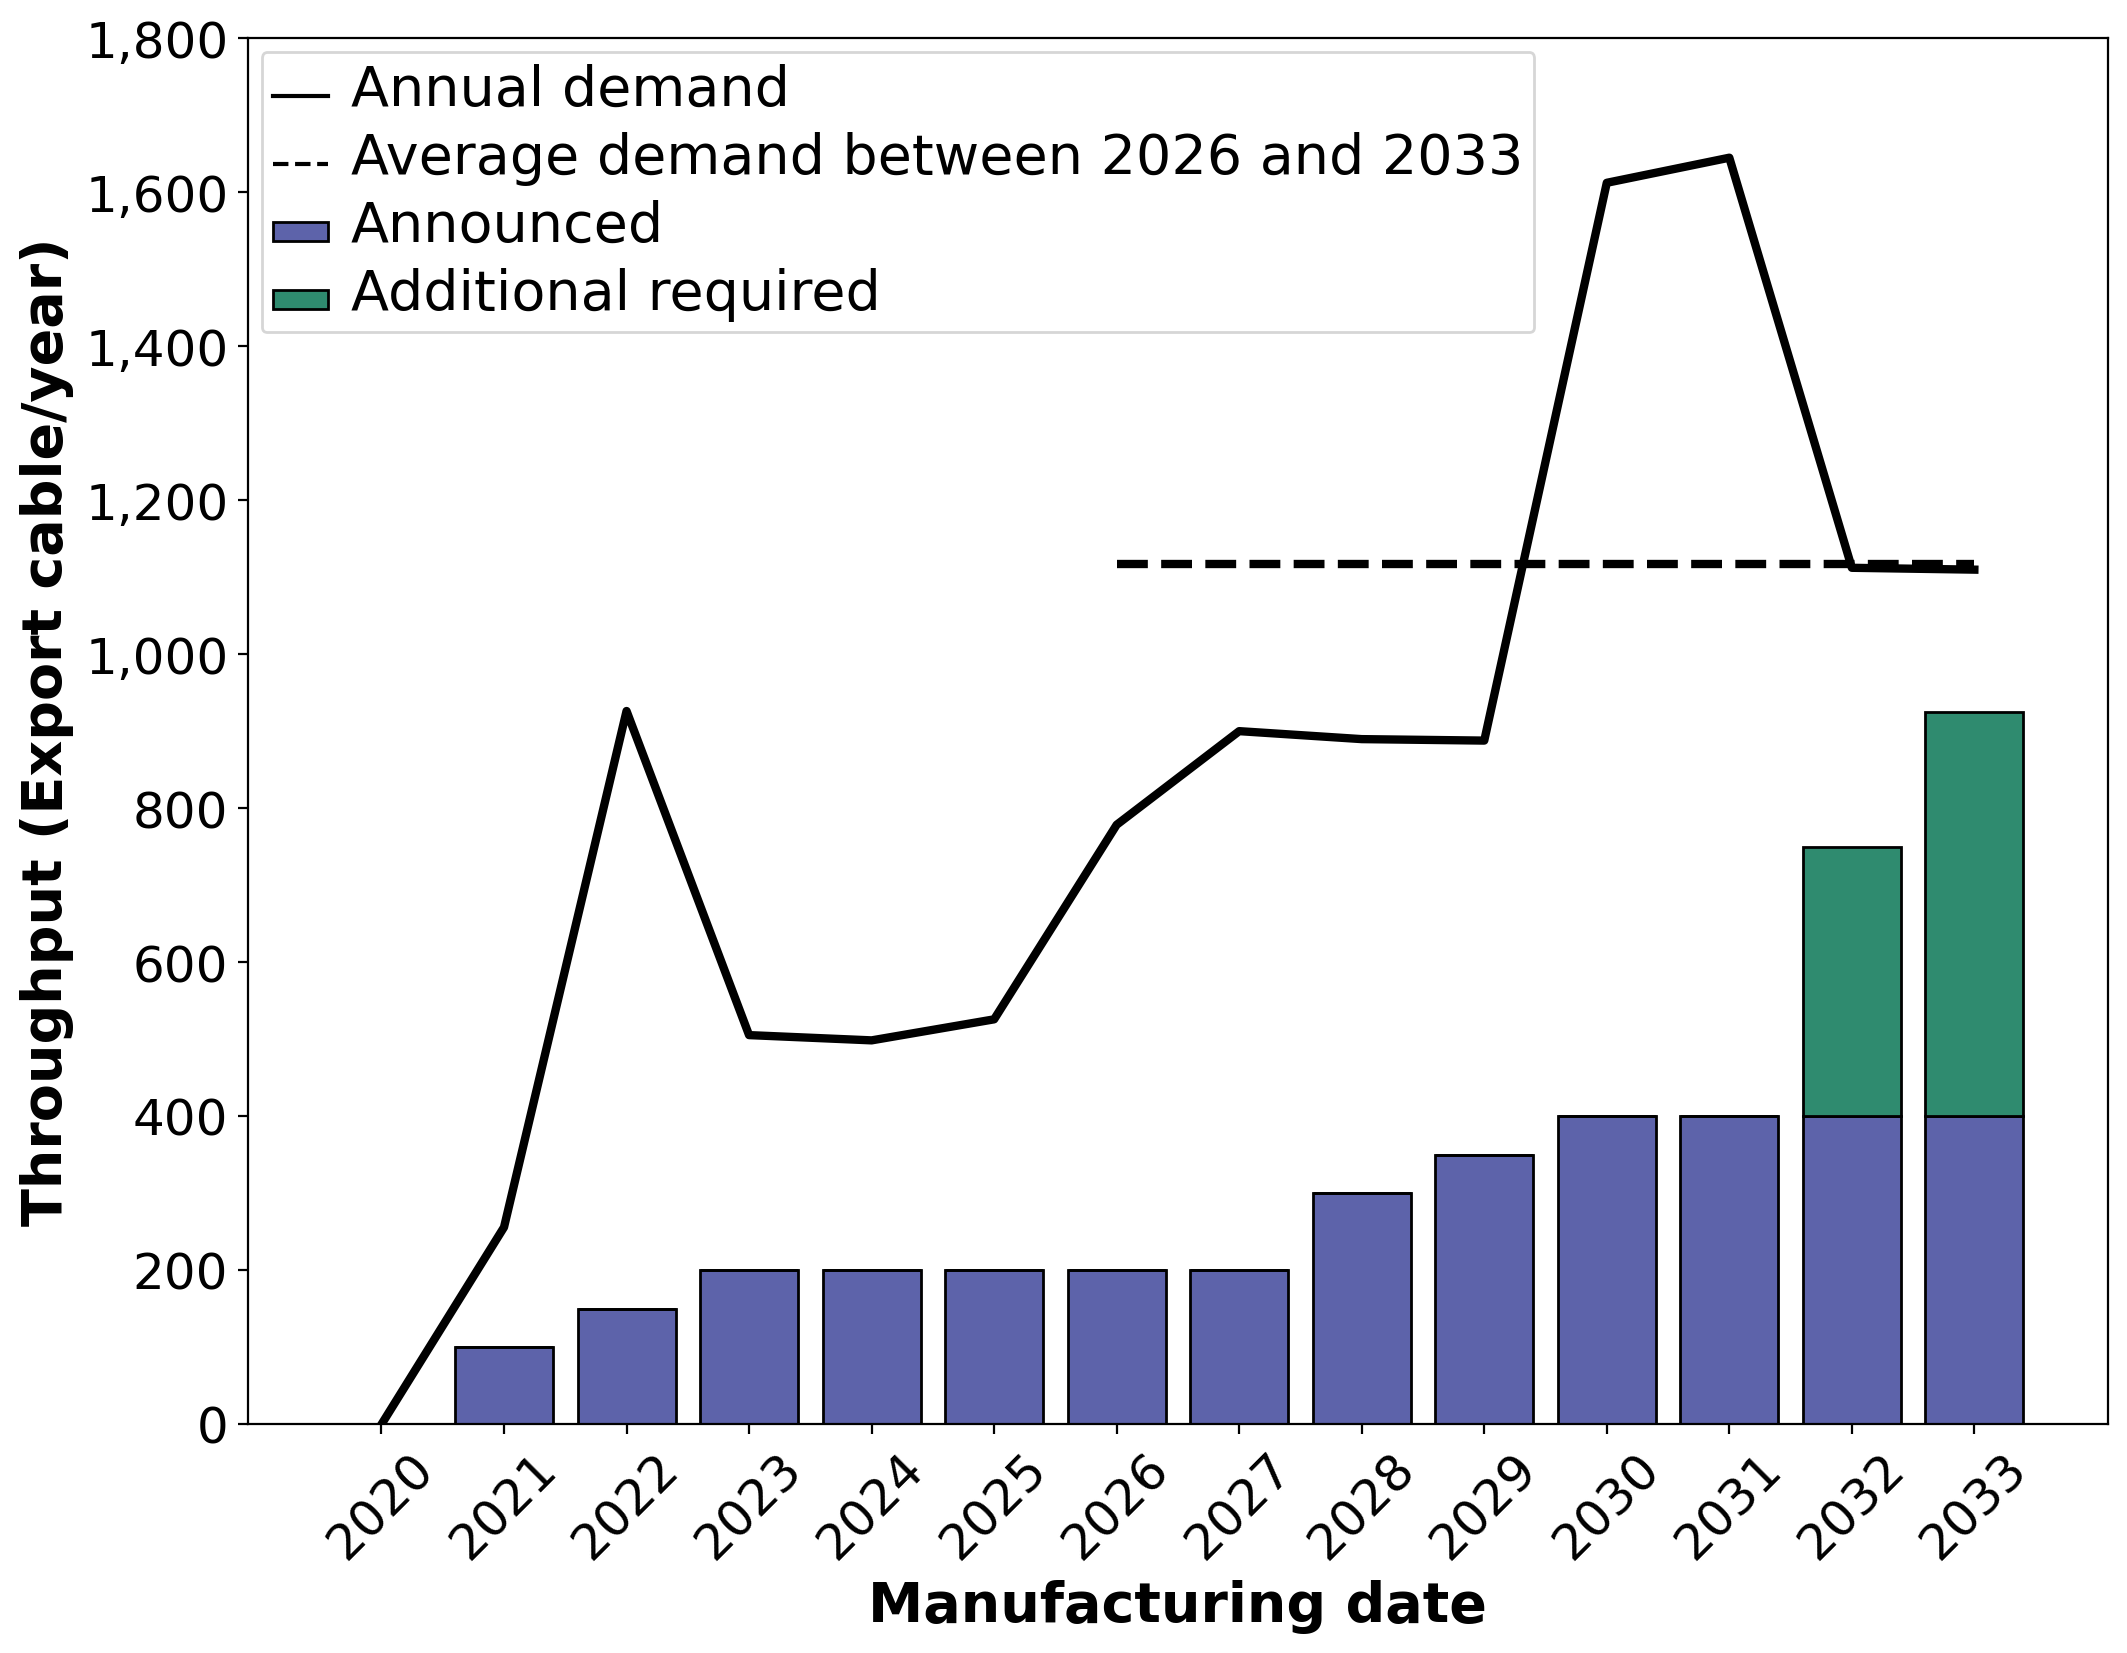 Throughput (Export cable/year)
1,800
1,600
1,400
1,200
1,000
800
600
400
200
0
Annual demand
Average demand between 2026 and 2033
Announced
Additional required
2020 2021 2022 2023 2024 2025 2026 2027 2028 2029 2030 2031 2032 2033
Manufacturing date